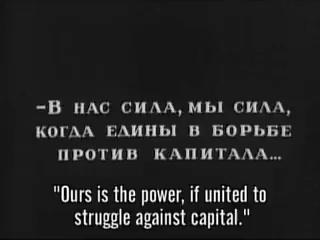 -В НАС СИЛА, МЫ СИЛА,
КОГДА ЕДИНЫ В БОРЬБЕ
ПРОТИВ КАПИТАЛА...
"Ours is the power, if united to
struggle against capital."